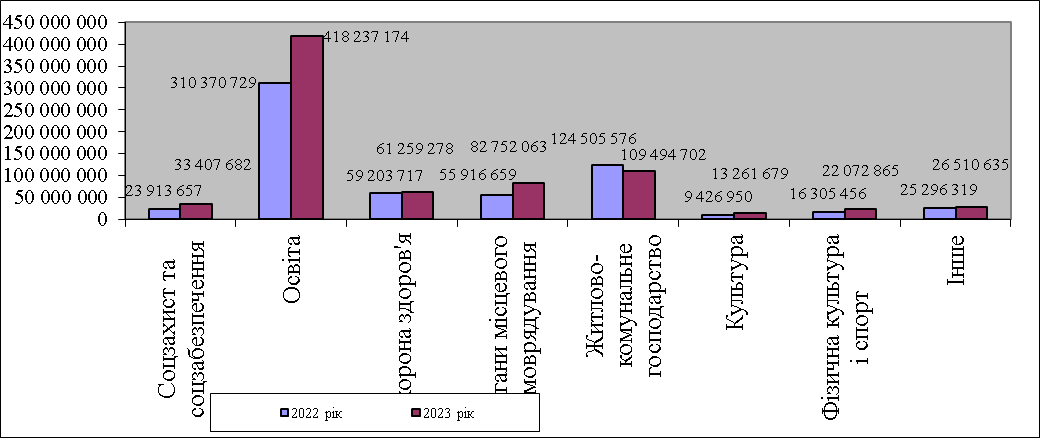 450 000 000
400 000 000
350 000 000
300 000 000
250 000 000
200 000 000
150 000 000
100 000 000
50 000 000
0
23 913 657
33 407 682
310 370 729
418 237 174
59 203 717
61 259 278
55 916 659
82 752 063
124 505 576
109 494 702
9 426 950
13 261 679
16 305 456
22 072 865
25 296 319
26 510 635
Соцзахист та
соцзабезпечення
Освіта
хорона здоров'я
гани місцевого
моврядування
Житлово-
комунальне
господарство
Культура
Фізична культура
і спорт
Інше
2022 рік
2023 рік